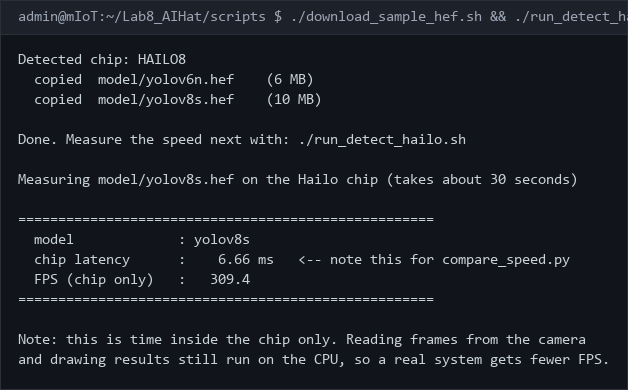 admin@mIoT:~/Lab8_AIHat/scripts $ ./download_sample_hef.sh && ./run_detect_ha
Detected chip: HAILO8
  copied  model/yolov6n.hef    (6 MB)
  copied  model/yolov8s.hef    (10 MB)
Done. Measure the speed next with: ./run_detect_hailo.sh
Measuring model/yolov8s.hef on the Hailo chip (takes about 30 seconds)
====================================================
  model             : yolov8s
  chip latency      :    6.66 ms   <-- note this for compare_speed.py
  FPS (chip only)   :   309.4
====================================================
Note: this is time inside the chip only. Reading frames from the camera
and drawing results still run on the CPU, so a real system gets fewer FPS.